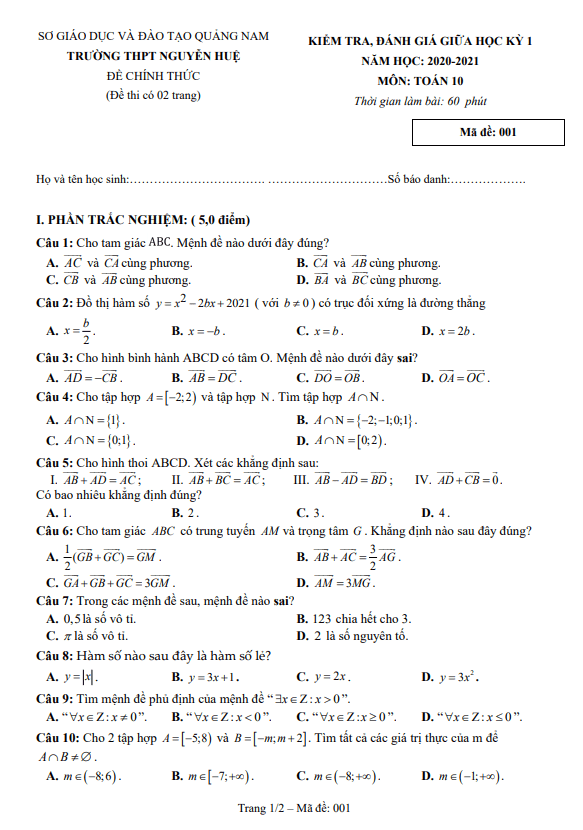 SỞ GIÁO DỤC VÀ ĐÀO TẠO QUẢNG NAM
TRƯỜNG THPT NGUYỄN HUỆ
ĐỀ CHÍNH THỨC
(Đề thi có 02 trang)
KIỂM TRA, ĐÁNH GIÁ GIỮA HỌC KỲ 1
NĂM HỌC: 2020-2021
MÔN: TOÁN 10
Thời gian làm bài: 60 phút
Mã đề: 001
Họ và tên học sinh:…………………………………. …………………………….Số báo danh:……………….
I. PHẦN TRẮC NGHIỆM: ( 5,0 điểm)
Câu 1: Cho tam giác ABC. Mệnh đề nào dưới đây đúng?
A. $\overrightarrow{AC}$ và $\overrightarrow{CA}$ cùng phương. B. $\overrightarrow{CA}$ và $\overrightarrow{AB}$ cùng phương.
C. $\overrightarrow{CB}$ và $\overrightarrow{AB}$ cùng phương. D. $\overrightarrow{BA}$ và $\overrightarrow{BC}$ cùng phương.
Câu 2: Đồ thị hàm số $y = x^2 - 2bx + 2021$ ( với $b \neq 0$ ) có trục đối xứng là đường thẳng
A. $x = \frac{b}{2}$. B. $x = -b$. C. $x = b$. D. $x = 2b$.
Câu 3: Cho hình bình hành ABCD có tâm O. Mệnh đề nào dưới đây sai?
A. $\overrightarrow{AD} = -\overrightarrow{CB}$. B. $\overrightarrow{AB} = \overrightarrow{DC}$. C. $\overrightarrow{DO} = \overrightarrow{OB}$. D. $\overrightarrow{OA} = \overrightarrow{OC}$.
Câu 4: Cho tập hợp $A = [-2; 2)$ và tập hợp N. Tìm tập hợp $A \cap N$.
A. $A \cap N = \{1\}$. B. $A \cap N = \{-2; -1; 0; 1\}$.
C. $A \cap N = \{0; 1\}$. D. $A \cap N = [0; 2)$.
Câu 5: Cho hình thoi ABCD. Xét các khẳng định sau:
I. $\overrightarrow{AB} + \overrightarrow{AD} = \overrightarrow{AC}$; II. $\overrightarrow{AB} + \overrightarrow{BC} = \overrightarrow{AC}$; III. $\overrightarrow{AB} - \overrightarrow{AD} = \overrightarrow{BD}$; IV. $\overrightarrow{AD} + \overrightarrow{CB} = \vec{0}$.
Có bao nhiêu khẳng định đúng?
A. 1. B. 2 . C. 3 . D. 4 .
Câu 6: Cho tam giác ABC có trung tuyến AM và trọng tâm G . Khẳng định nào sau đây đúng?
A. $\frac{1}{2}(\overrightarrow{GB} + \overrightarrow{GC}) = \overrightarrow{GM}$. B. $\overrightarrow{AB} + \overrightarrow{AC} = \frac{3}{2}\overrightarrow{AG}$.
C. $\overrightarrow{GA} + \overrightarrow{GB} + \overrightarrow{GC} = 3\overrightarrow{GM}$. D. $\overrightarrow{AM} = 3\overrightarrow{MG}$.
Câu 7: Trong các mệnh đề sau, mệnh đề nào sai?
A. 0,5 là số vô tỉ. B. 123 chia hết cho 3.
C. π là số vô tỉ. D. 2 là số nguyên tố.
Câu 8: Hàm số nào sau đây là hàm số lẻ?
A. $y = |x|$. B. $y = 3x + 1$. C. $y = 2x$. D. $y = 3x^2$.
Câu 9: Tìm mệnh đề phủ định của mệnh đề “ ∃x ∈ Z : x > 0 ”.
A. “ ∀x ∈ Z : x ≠ 0 ”. B. “ ∀x ∈ Z : x < 0 ”. C. “ ∀x ∈ Z : x ≥ 0 ”. D. “ ∀x ∈ Z : x ≤ 0 ”.
Câu 10: Cho 2 tập hợp $A = [-5; 8)$ và $B = [-m; m + 2]$. Tìm tất cả các giá trị thực của m để
$A \cap B \neq \varnothing$.
A. $m \in (-8; 6)$. B. $m \in [-7; +\infty)$. C. $m \in (-8; +\infty)$. D. $m \in (-1; +\infty)$.
Trang 1/2 – Mã đề: 001